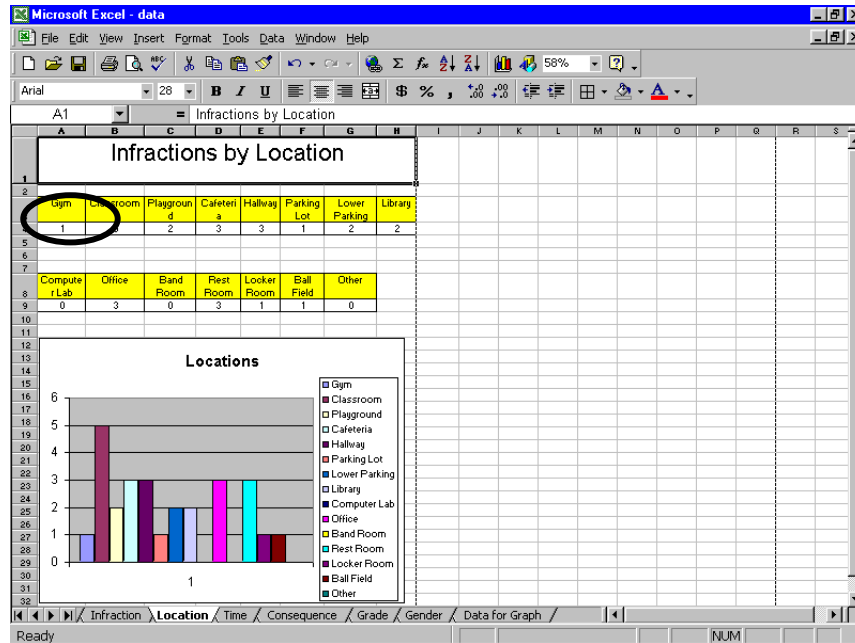 Microsoft Excel - data
File Edit View Insert Format Tools Data Window Help
58%
Arial 28 B I U $ % ,
A1 = Infractions by Location
A B C D E F G H I J K L M N O P Q R S
1 Infractions by Location
2
Gym Classroom Playgroun Cafeteri Hallway Parking Lower Library
d a Lot Parking
1 2 3 3 1 2 2
5
6
7
Compute Office Band Rest Locker Ball Other
8 r Lab Room Room Room Field
9 0 3 0 3 1 1 0
10
11
12
13 Locations
14
15 Gym
16 6 Classroom
17 Playground
18 5 Cafeteria
19 Hallway
20 4 Parking Lot
21
22 Lower Parking
23 3 Library
24 Computer Lab
25 2 Office
26 Band Room
27 1 Rest Room
28 Locker Room
29 0 Ball Field
30 1 Other
31
32
Infraction Location Time Consequence Grade Gender Data for Graph
Ready NUM